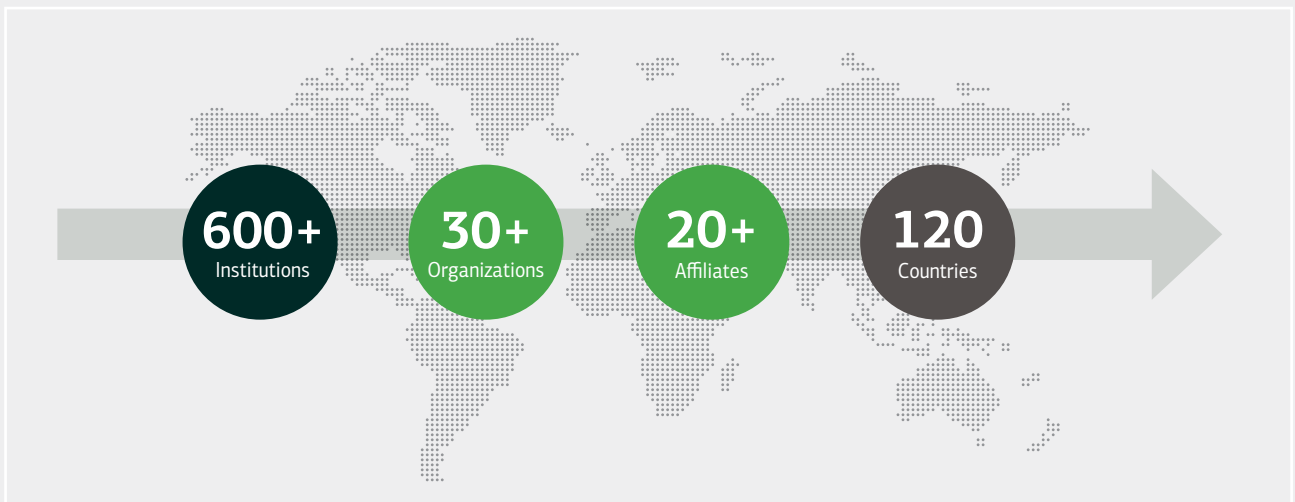 600+
Institutions
30+
Organizations
20+
Affiliates
120
Countries